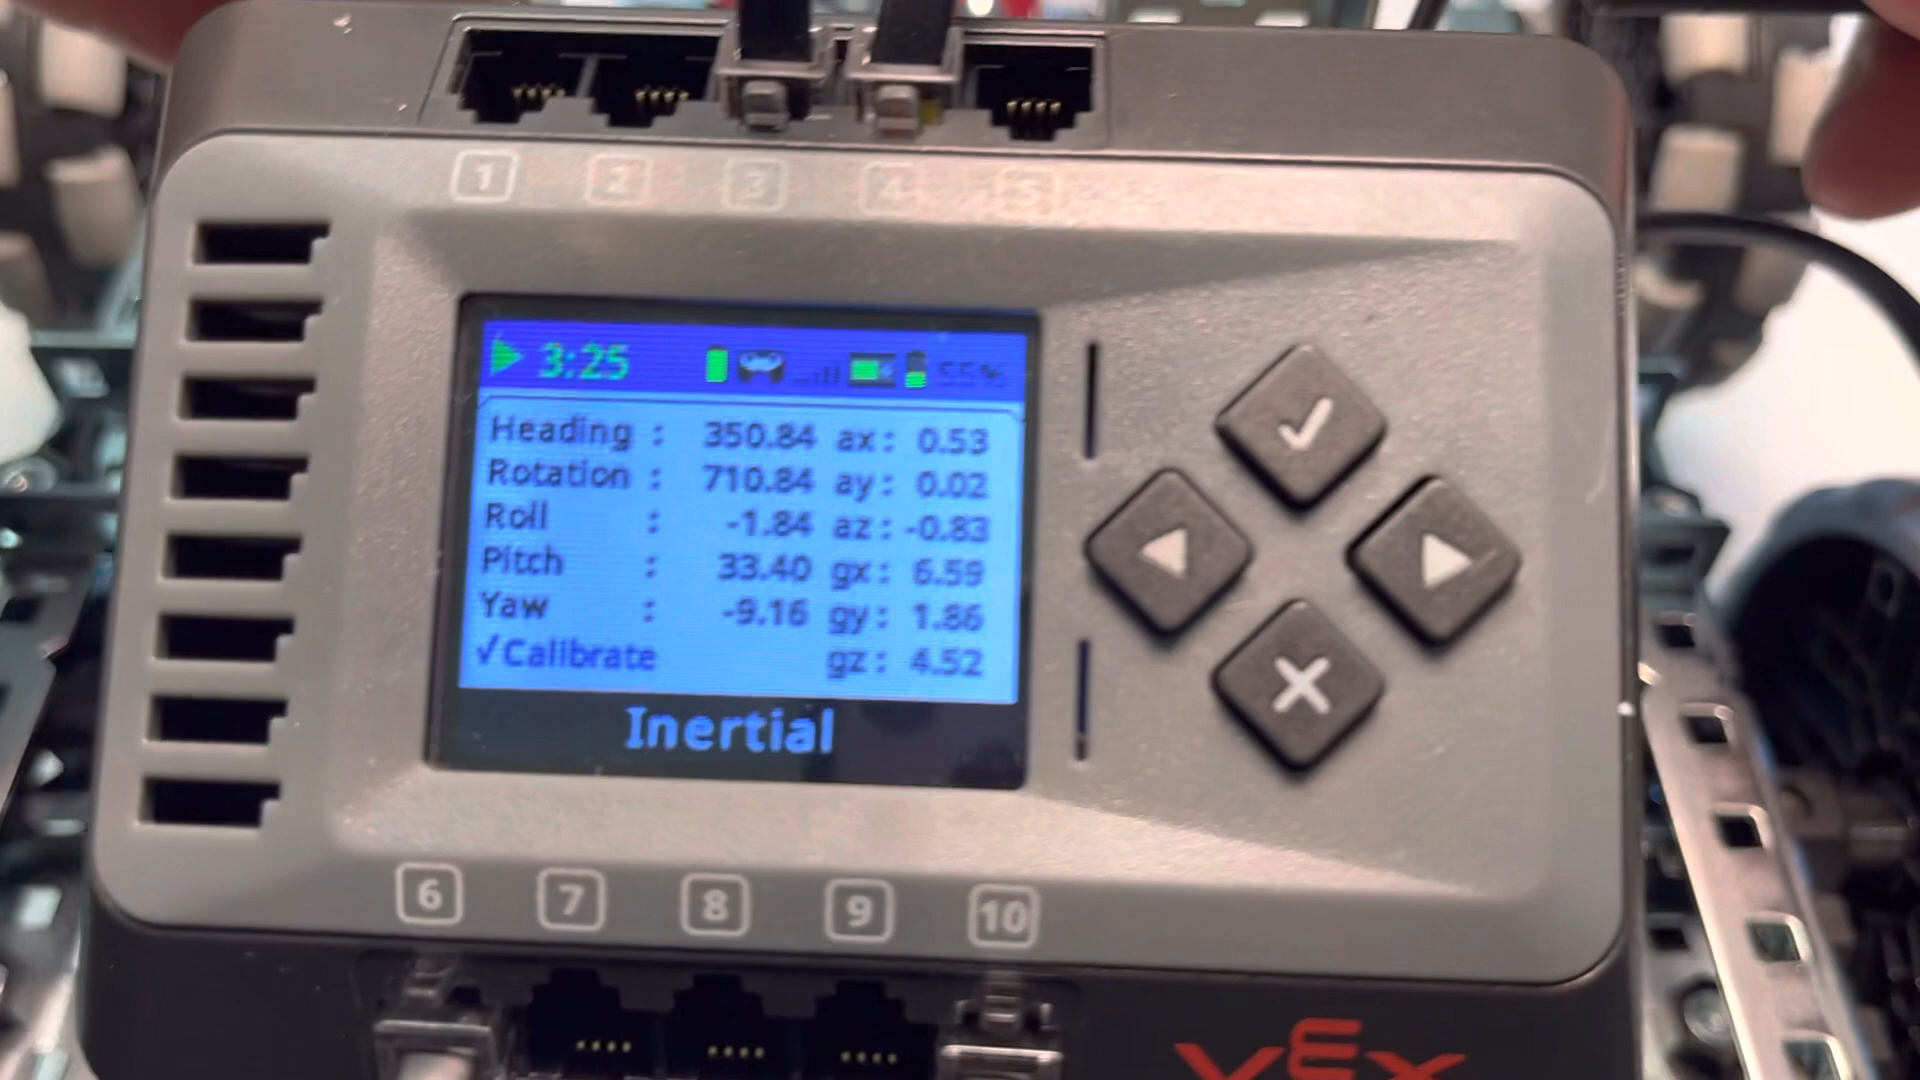 1 2 3 4 5
3:25 55%
Heading : 350.84 ax: 0.53
Rotation : 710.84 ay: 0.02
Roll : -1.84 az: -0.83
Pitch : 33.40 gx: 6.59
Yaw : -9.16 gy: 1.86
√Calibrate gz: 4.52
Inertial
6 7 8 9 10
VEX